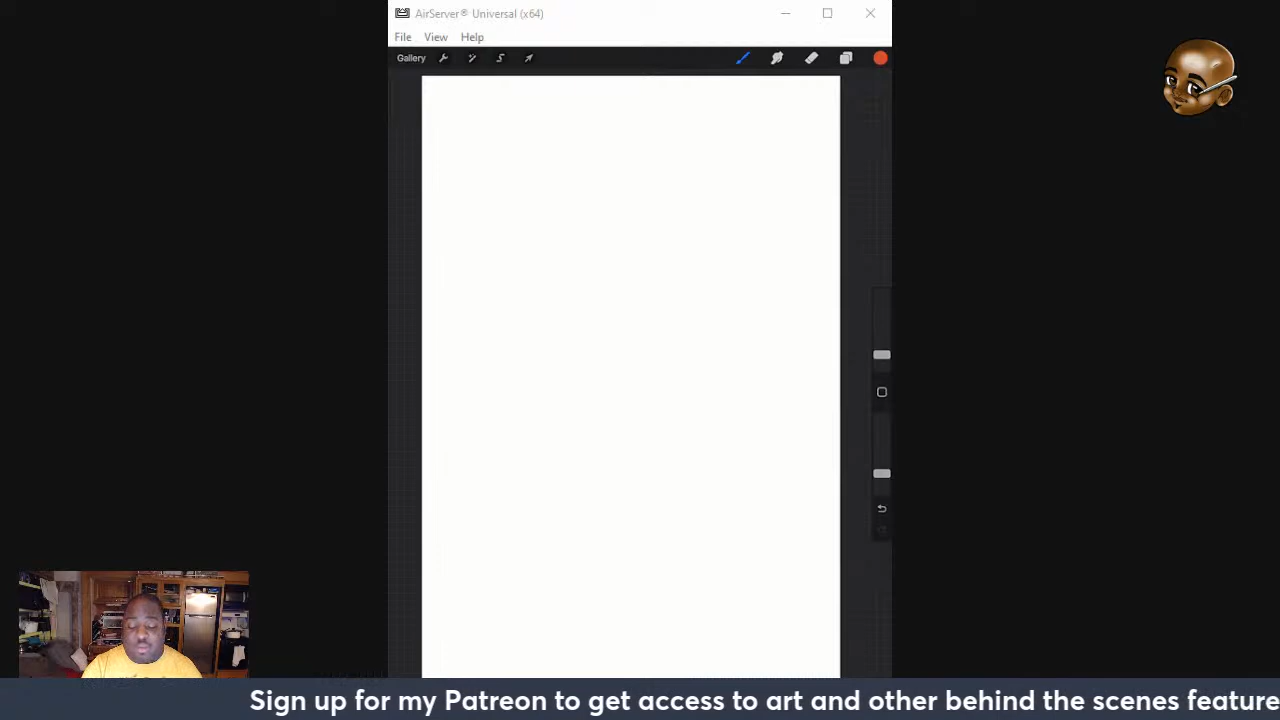 AirServer® Universal (x64)
File View Help
Gallery
Sign up for my Patreon to get access to art and other behind the scenes feature